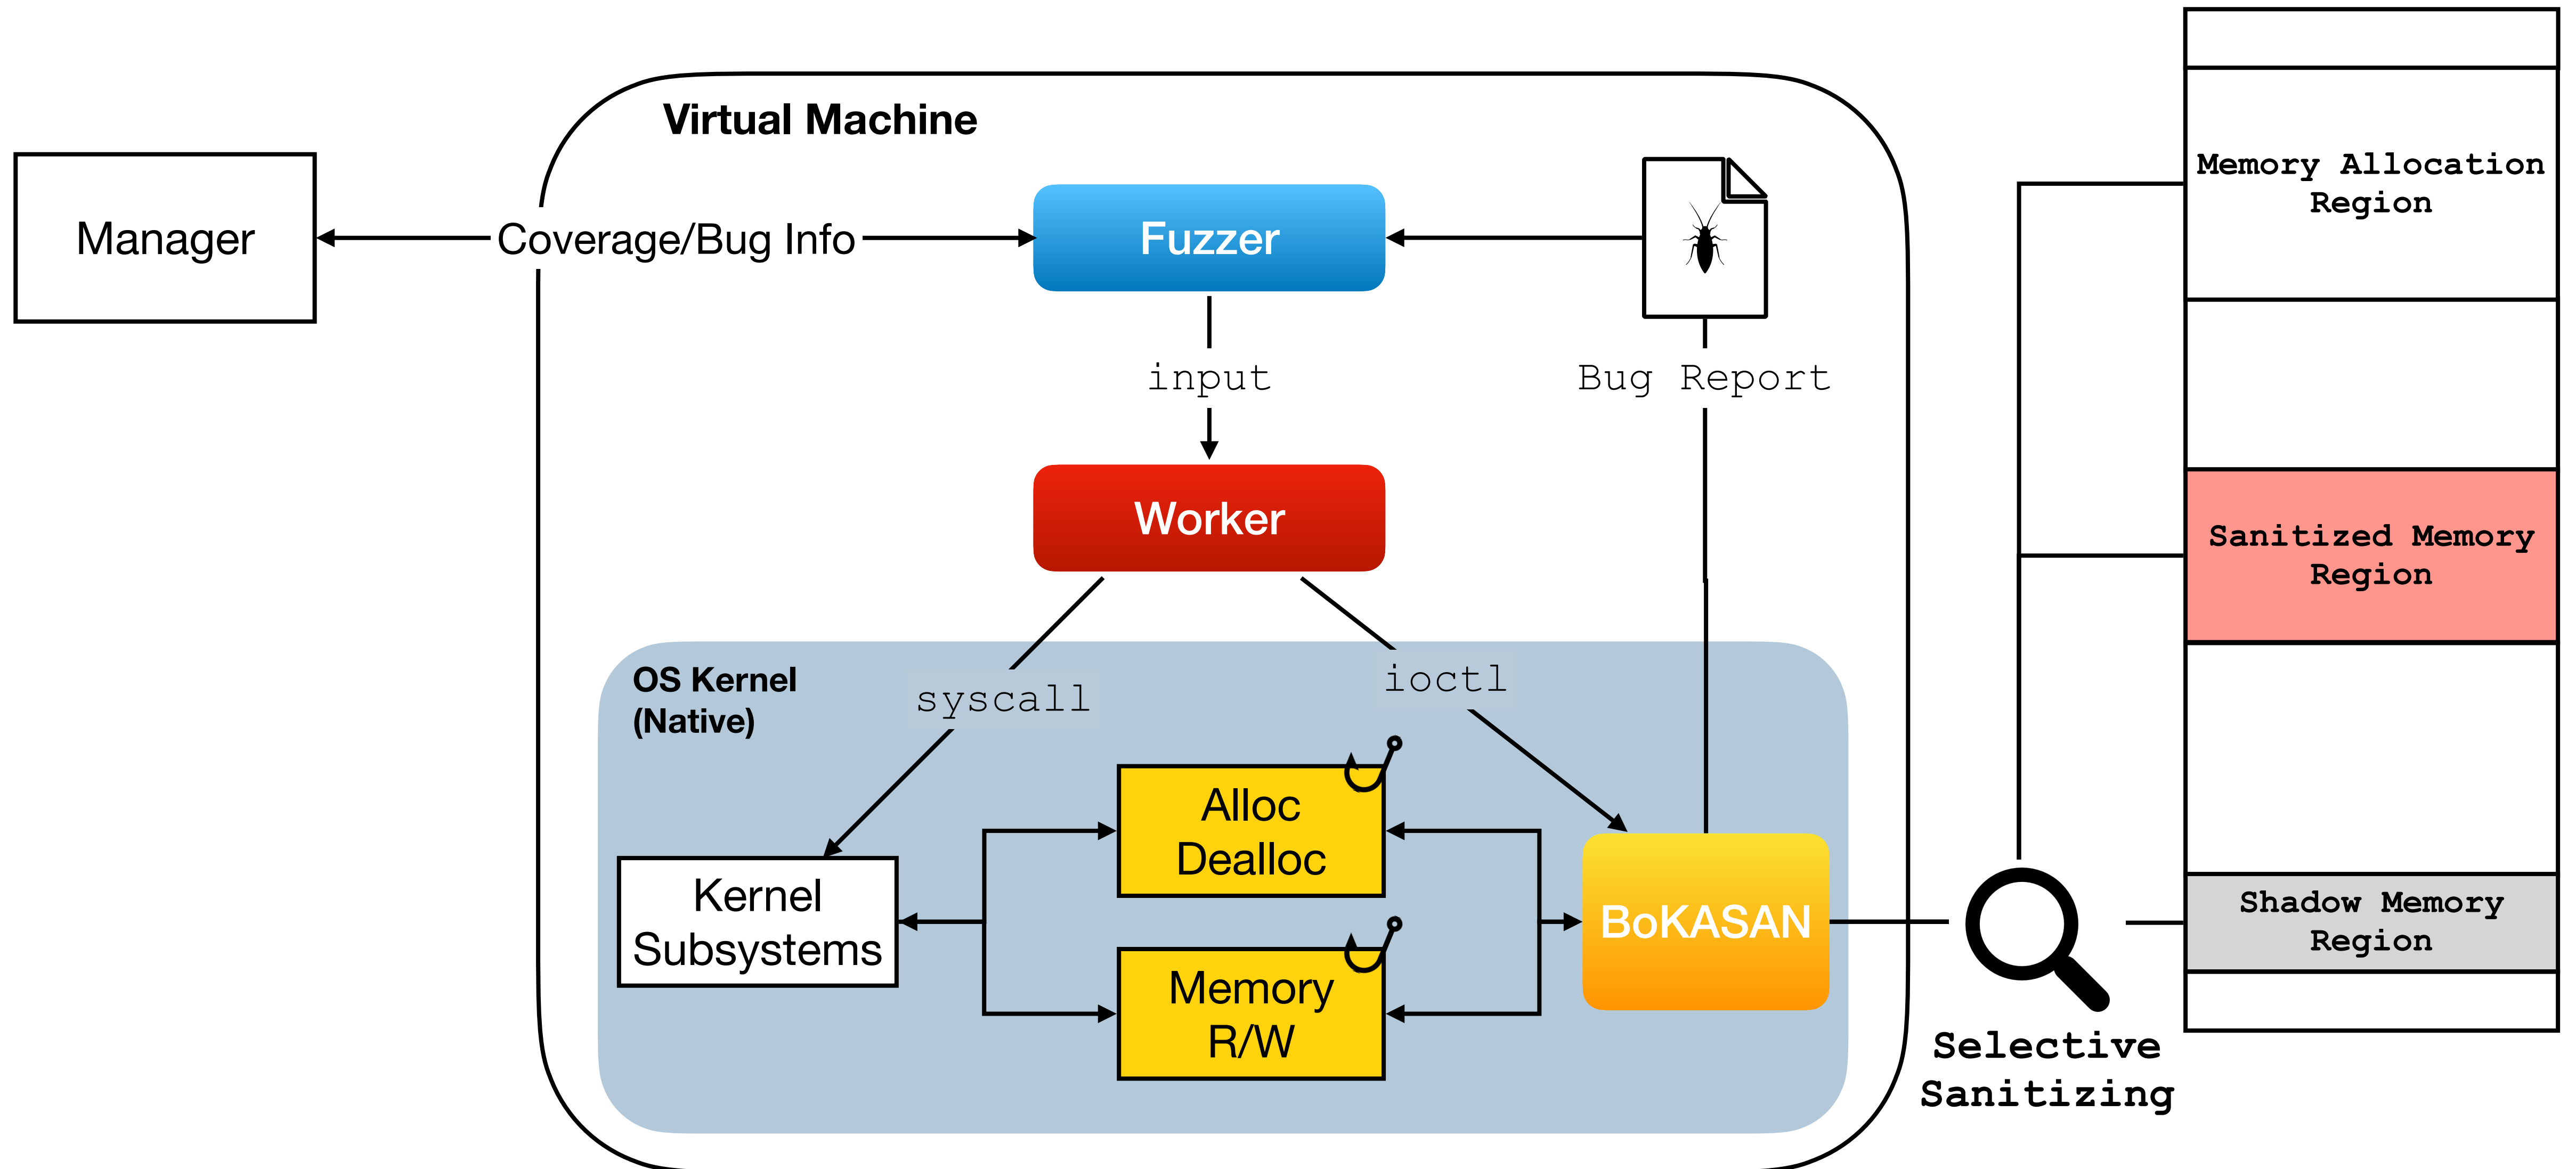 Virtual Machine
Manager
Coverage/Bug Info
Fuzzer
input
Bug Report
Worker
OS Kernel
(Native)
syscall
ioctl
Alloc
Dealloc
Kernel
Subsystems
Memory
R/W
BoKASAN
Selective
Sanitizing
Memory Allocation
Region
Sanitized Memory
Region
Shadow Memory
Region